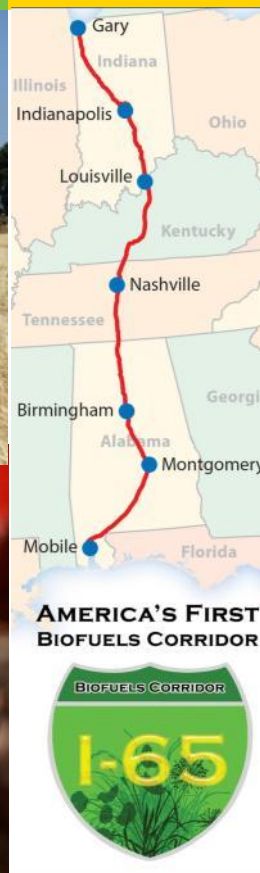 Gary
Indiana
Illinois
Indianapolis
Ohio
Louisville
Kentucky
Nashville
Tennessee
Georgi
Birmingham
Alabama
Montgomery
Mobile
Florida
AMERICA'S FIRST
BIOFUELS CORRIDOR
BIOFUELS CORRIDOR
I-65